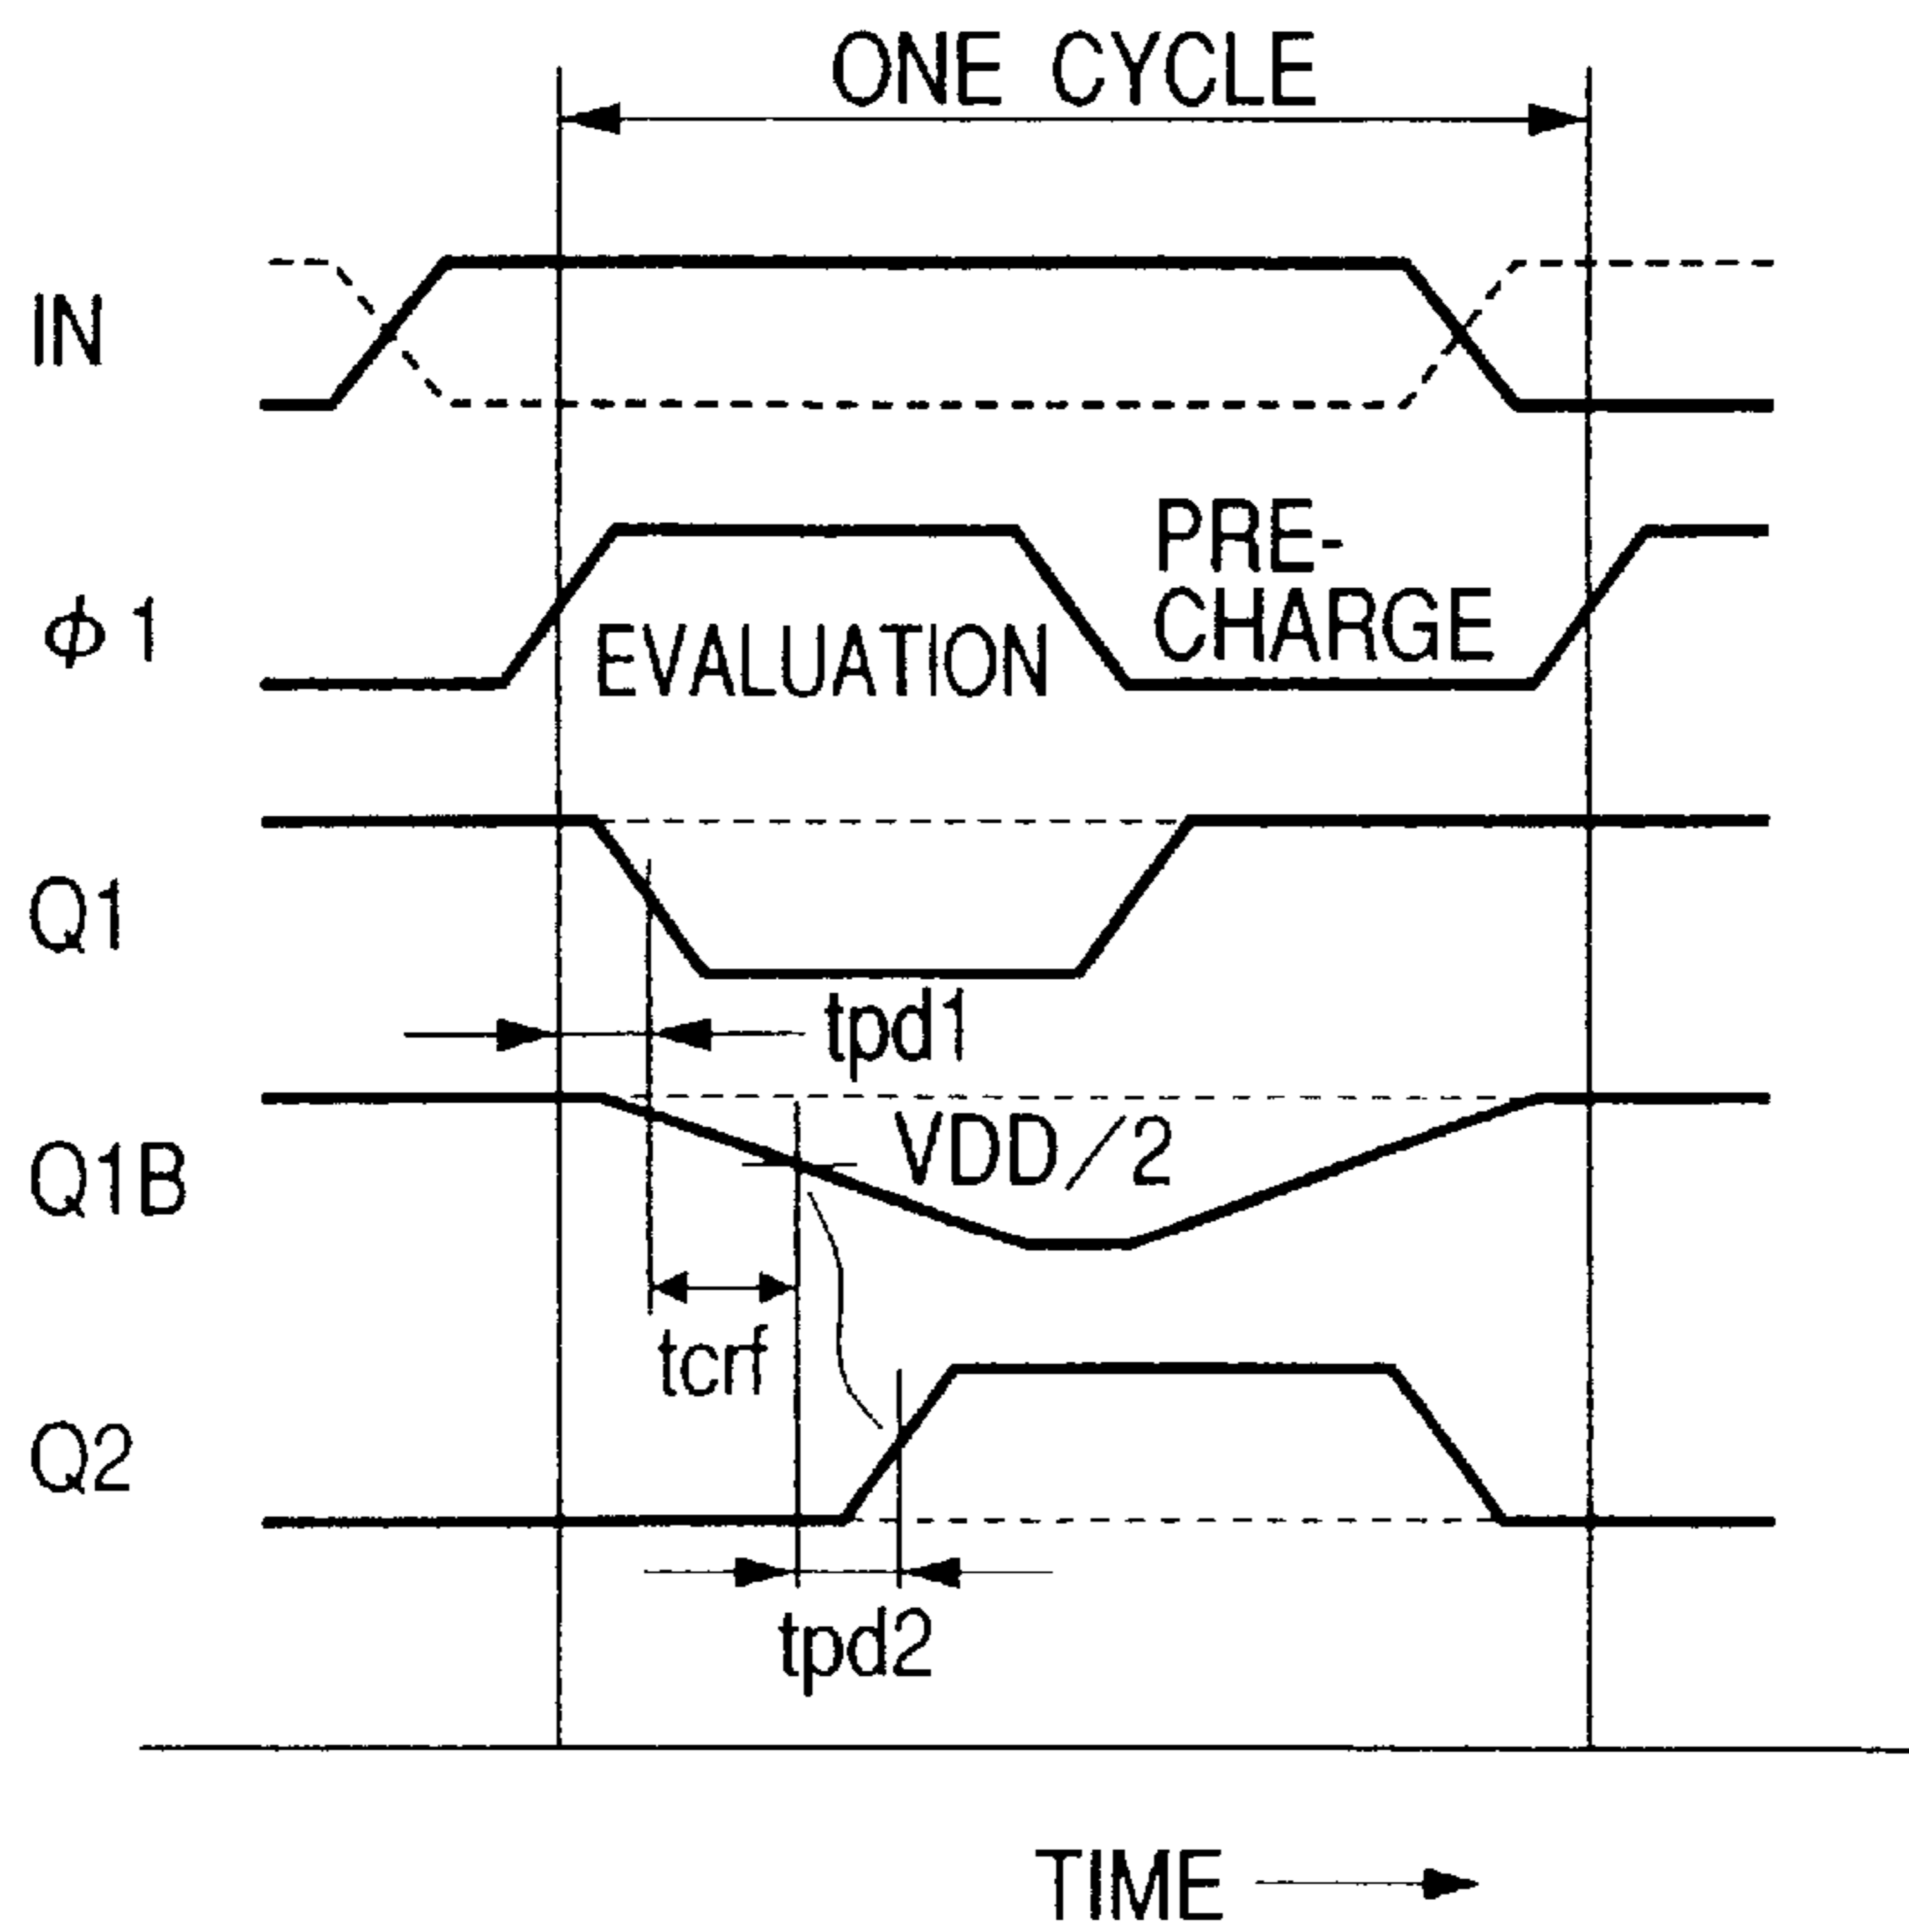 ONE CYCLE
IN
PRE-
CHARGE
ϕ1
EVALUATION
Q1
tpd1
VDD/2
Q1B
tcrf
Q2
tpd2
TIME